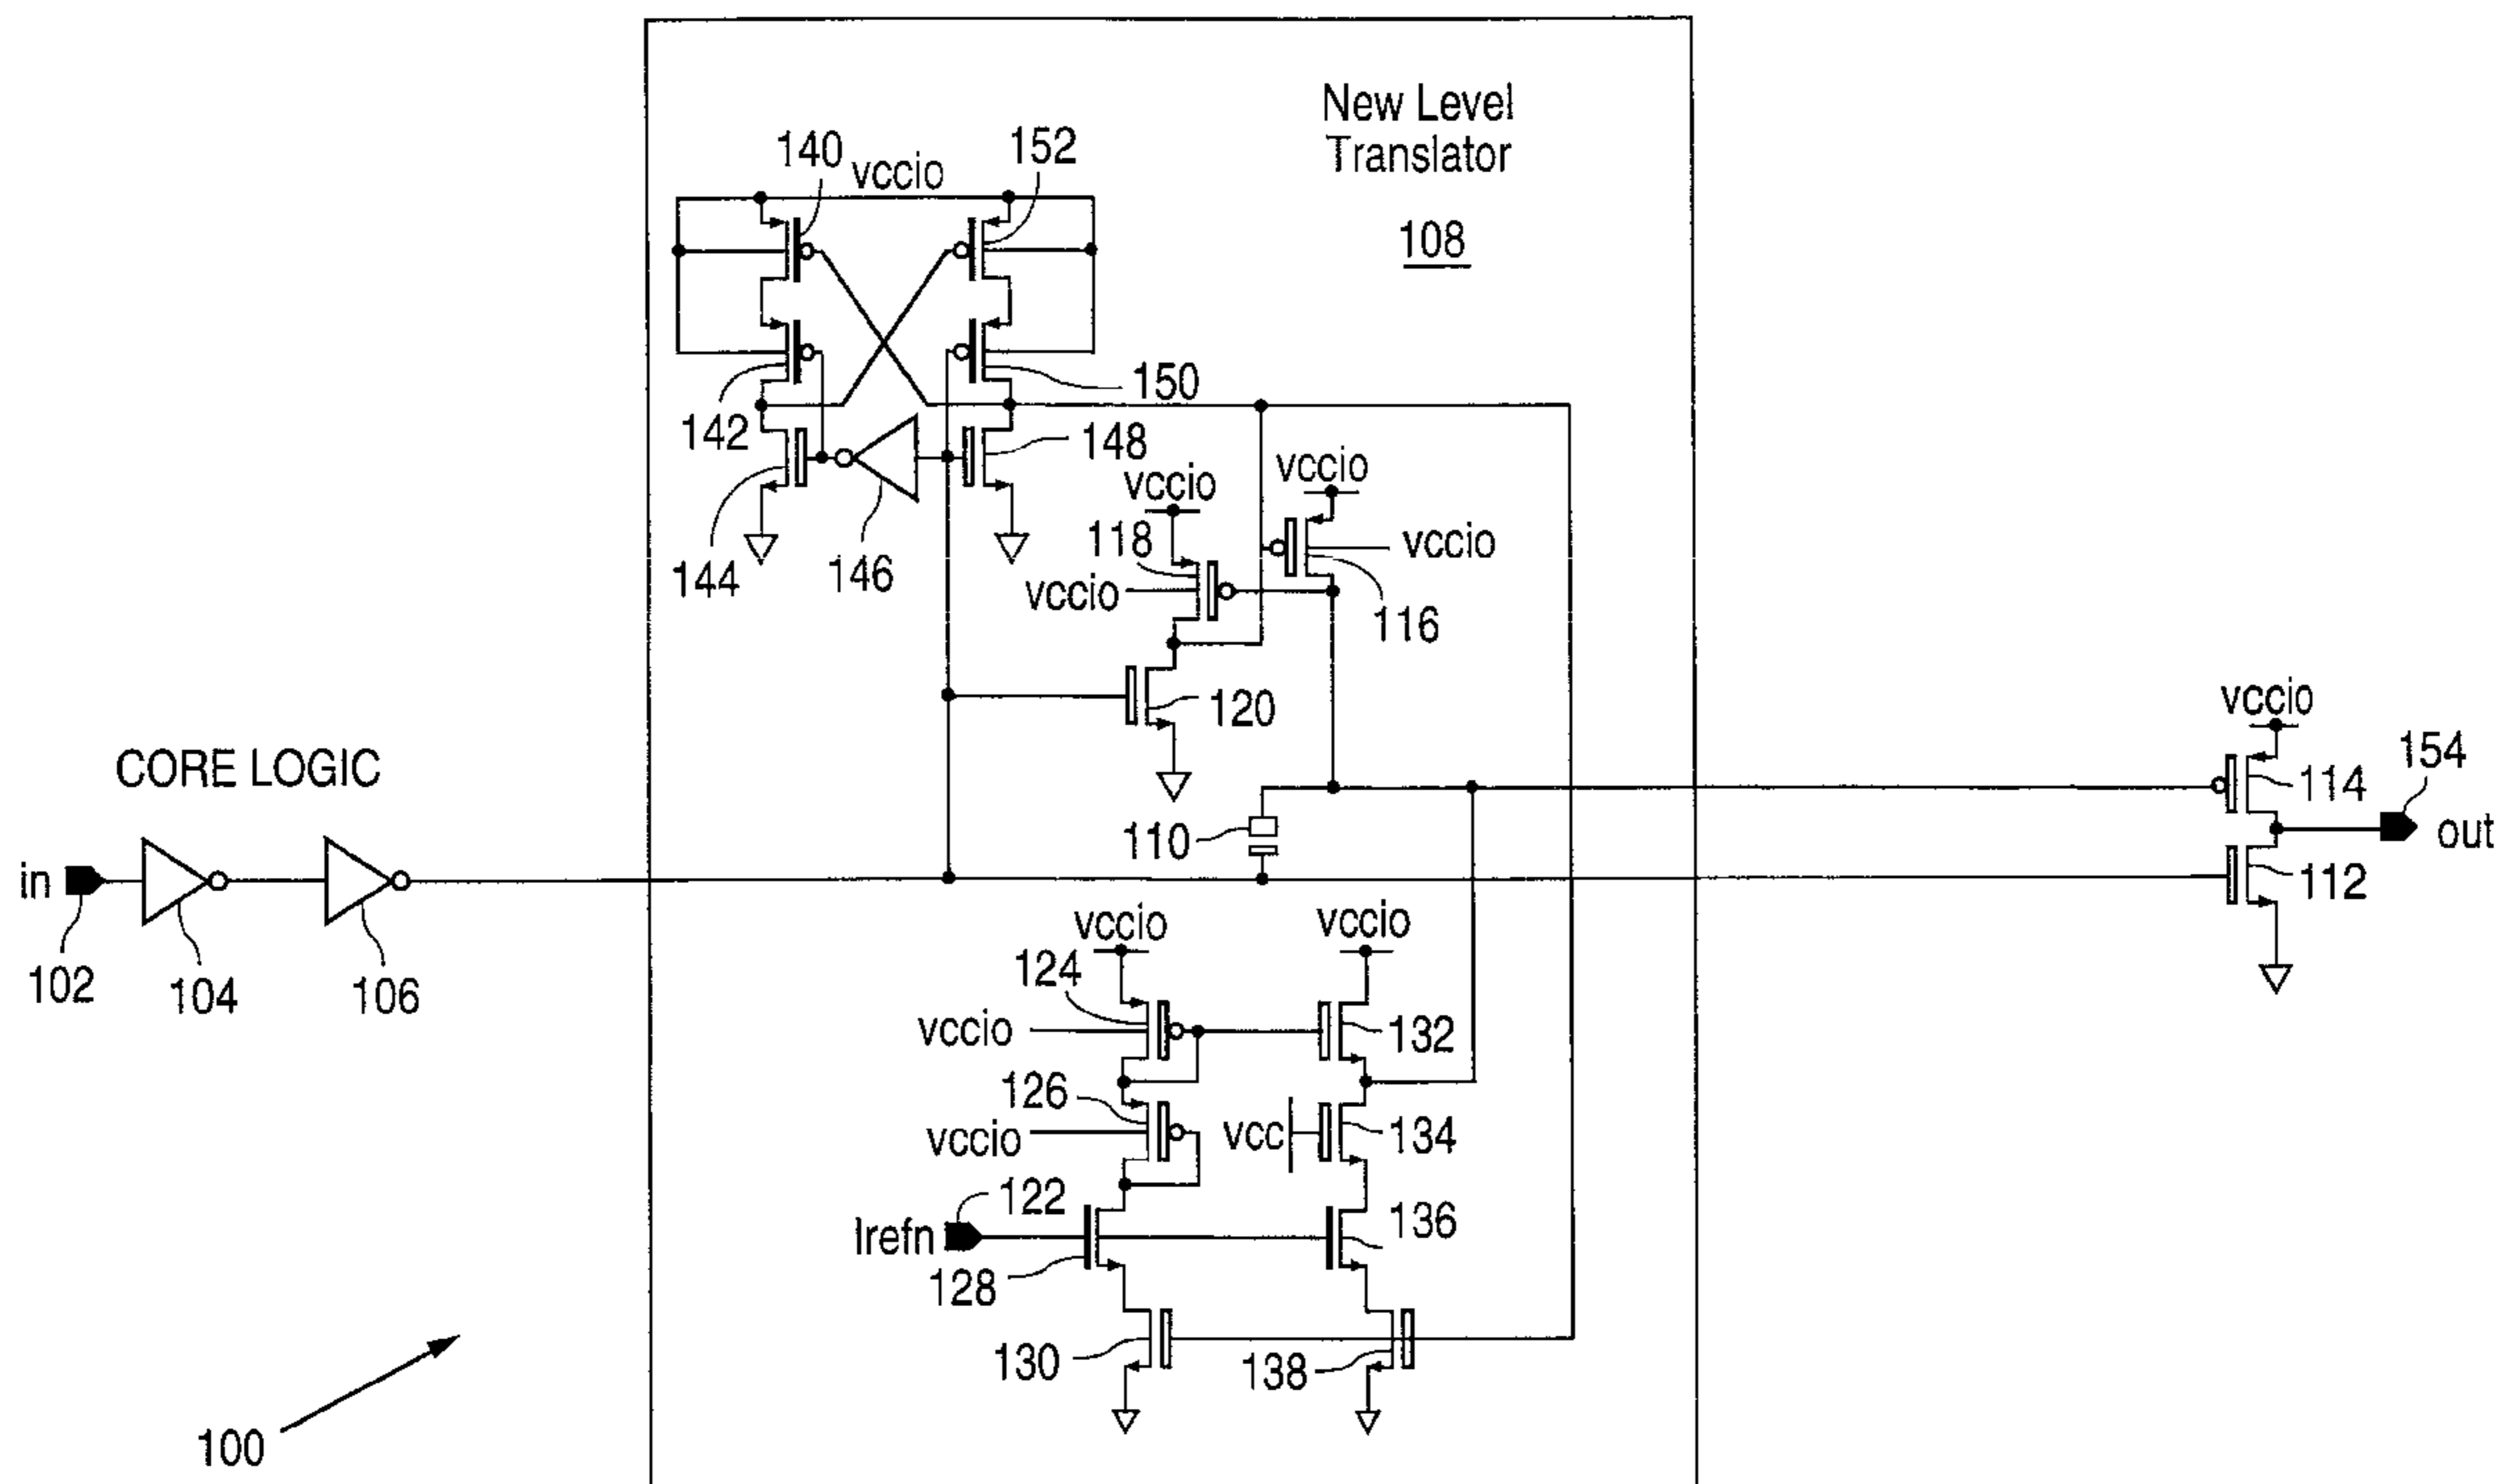 New Level
Translator
108
140
vccio
152
142
150
144
146
148
vccio
118
vccio
vccio
vccio
116
120
CORE LOGIC
in
102
104
106
110
vccio
154
114
out
112
vccio
vccio
124
vccio
132
126
vccio
vcc
134
122
Irefn
136
128
130
138
100